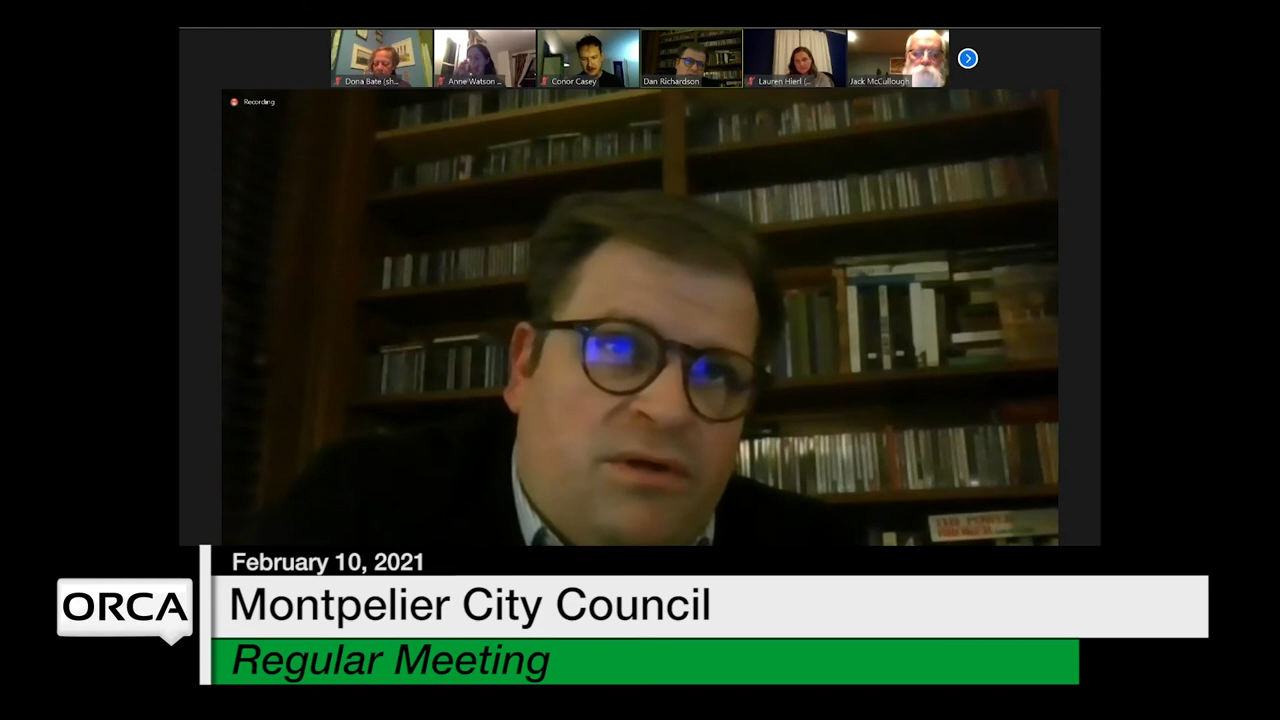 Dona Bate (sh...
Anne Watson ...
Conor Casey
Dan Richardson
Lauren Hierl (...
Jack McCullough
Recording
February 10, 2021
ORCA
Montpelier City Council
Regular Meeting